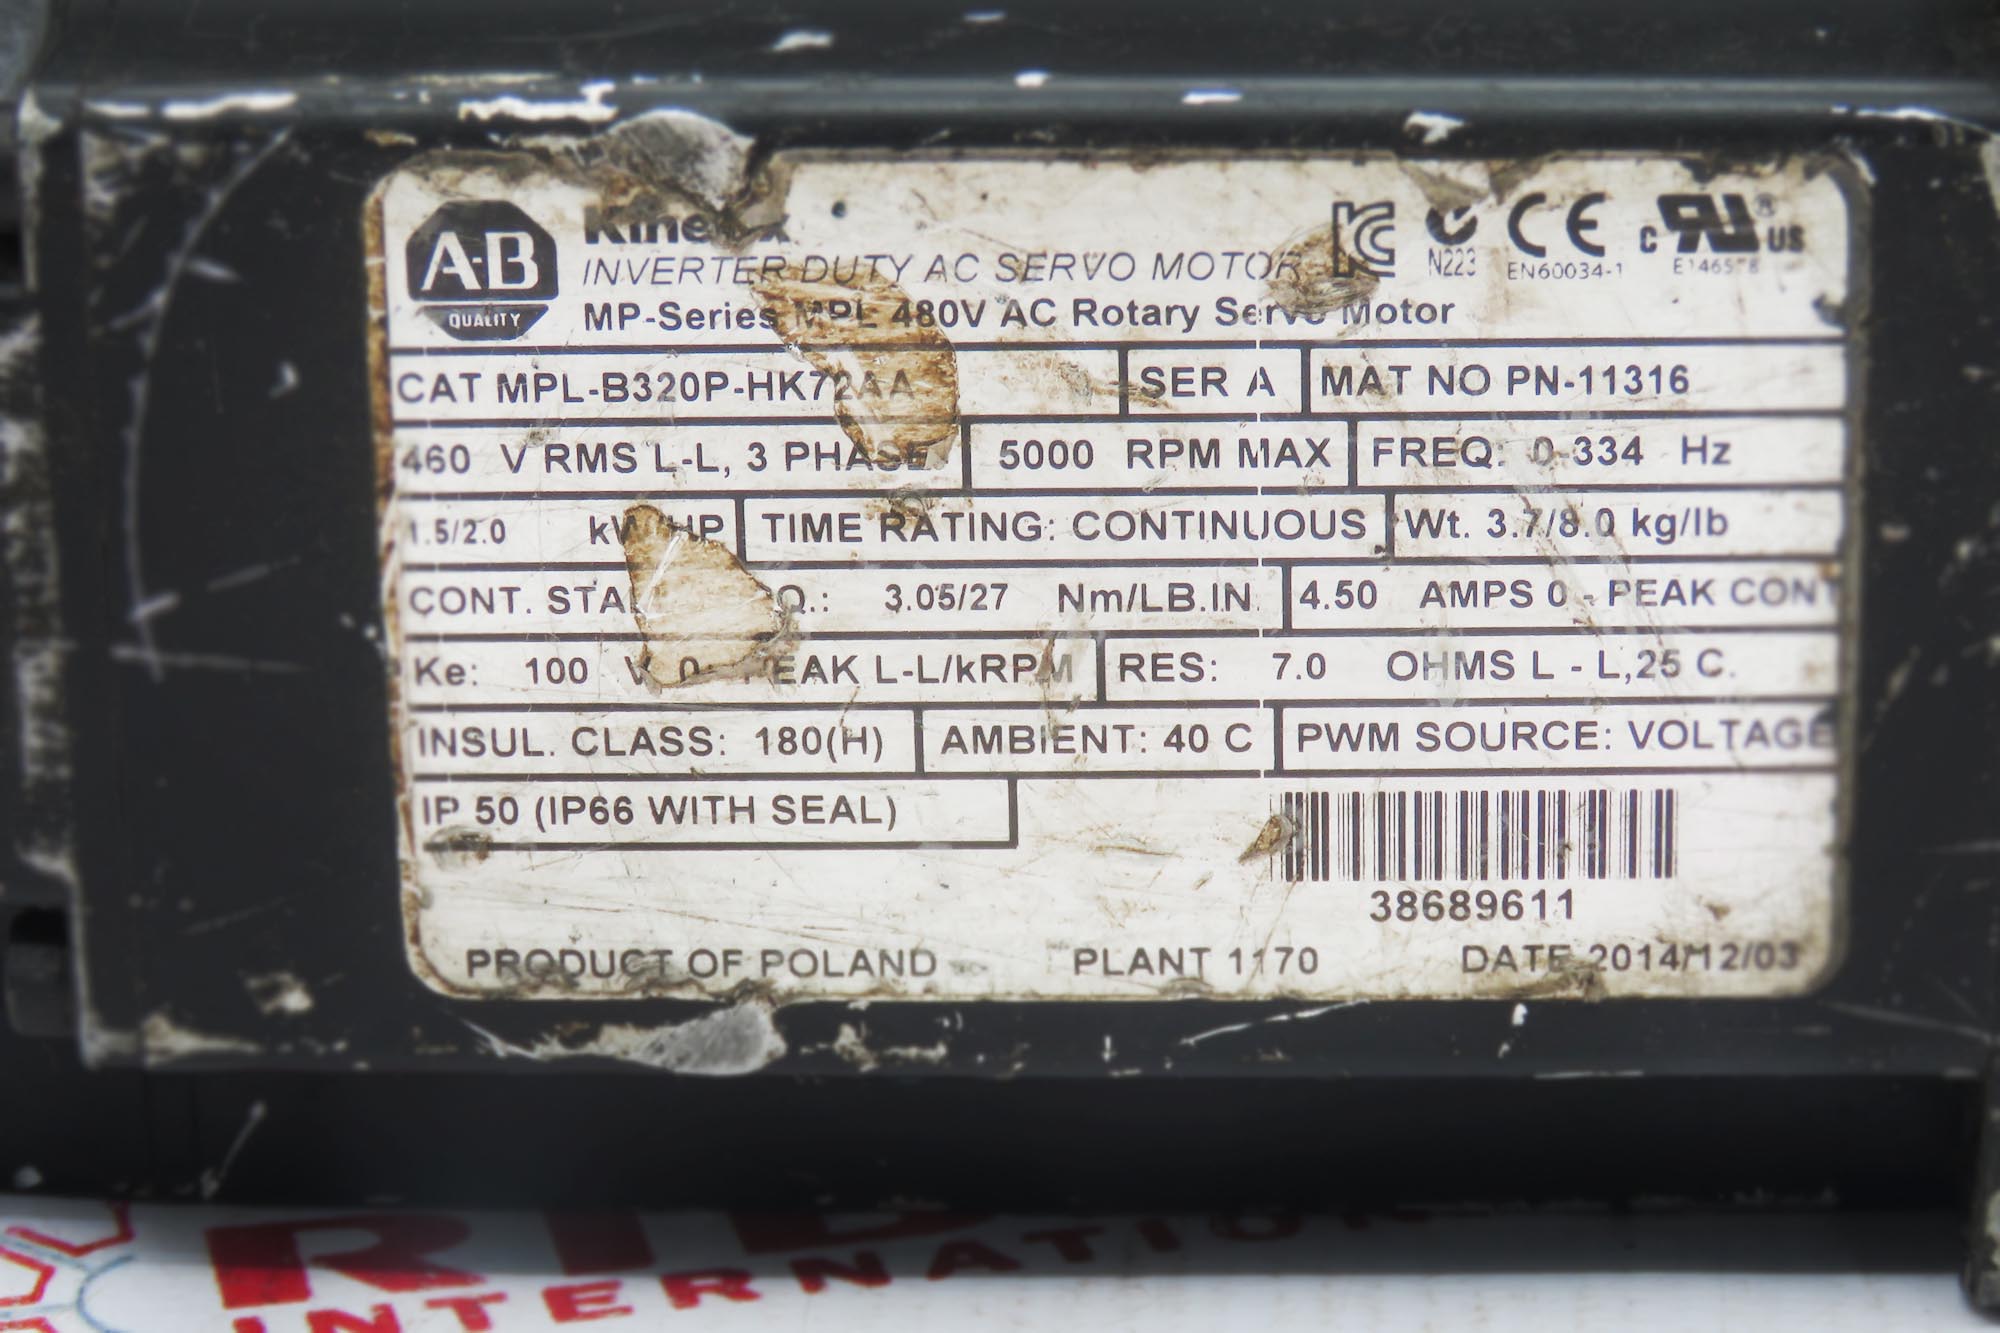 A-B
QUALITY
INVERTER DUTY AC SERVO MOTOR
MP-Series MPL 480V AC Rotary Servo Motor
N223
EN60034-1
C US
CAT MPL-B320P-HK72AA
SER A
MAT NO PN-11316
460 V RMS L-L, 3 PHASE
5000 RPM MAX
FREQ: 0-334 Hz
1.5/2.0 HP
TIME RATING: CONTINUOUS
Wt. 3.7/8.0 kg/lb
CONT. 3.05/27 Nm/LB.IN
4.50 AMPS 0 - PEAK CONT
Ke: 100 V 0- PEAK L-L/kRPM
RES: 7.0 OHMS L - L,25 C.
INSUL. CLASS: 180(H)
AMBIENT: 40 C
PWM SOURCE: VOLTAGE
IP 50 (IP66 WITH SEAL)
38689611
PRODUCT OF POLAND
PLANT 1170
DATE 2014/12/03
INTERNATION